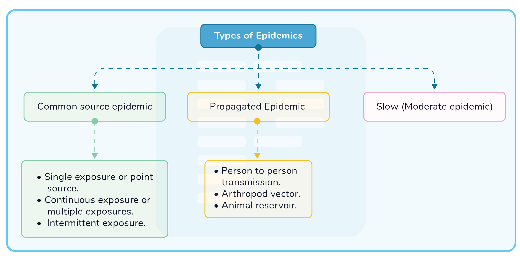 Types of Epidemics
Common source epidemic
Propagated Epidemic
Slow (Moderate epidemic)
• Single exposure or point
source.
• Continuous exposure or
multiple exposures.
• Intermittent exposure.
• Person to person
transmission.
• Arthropod vector.
• Animal reservoir.